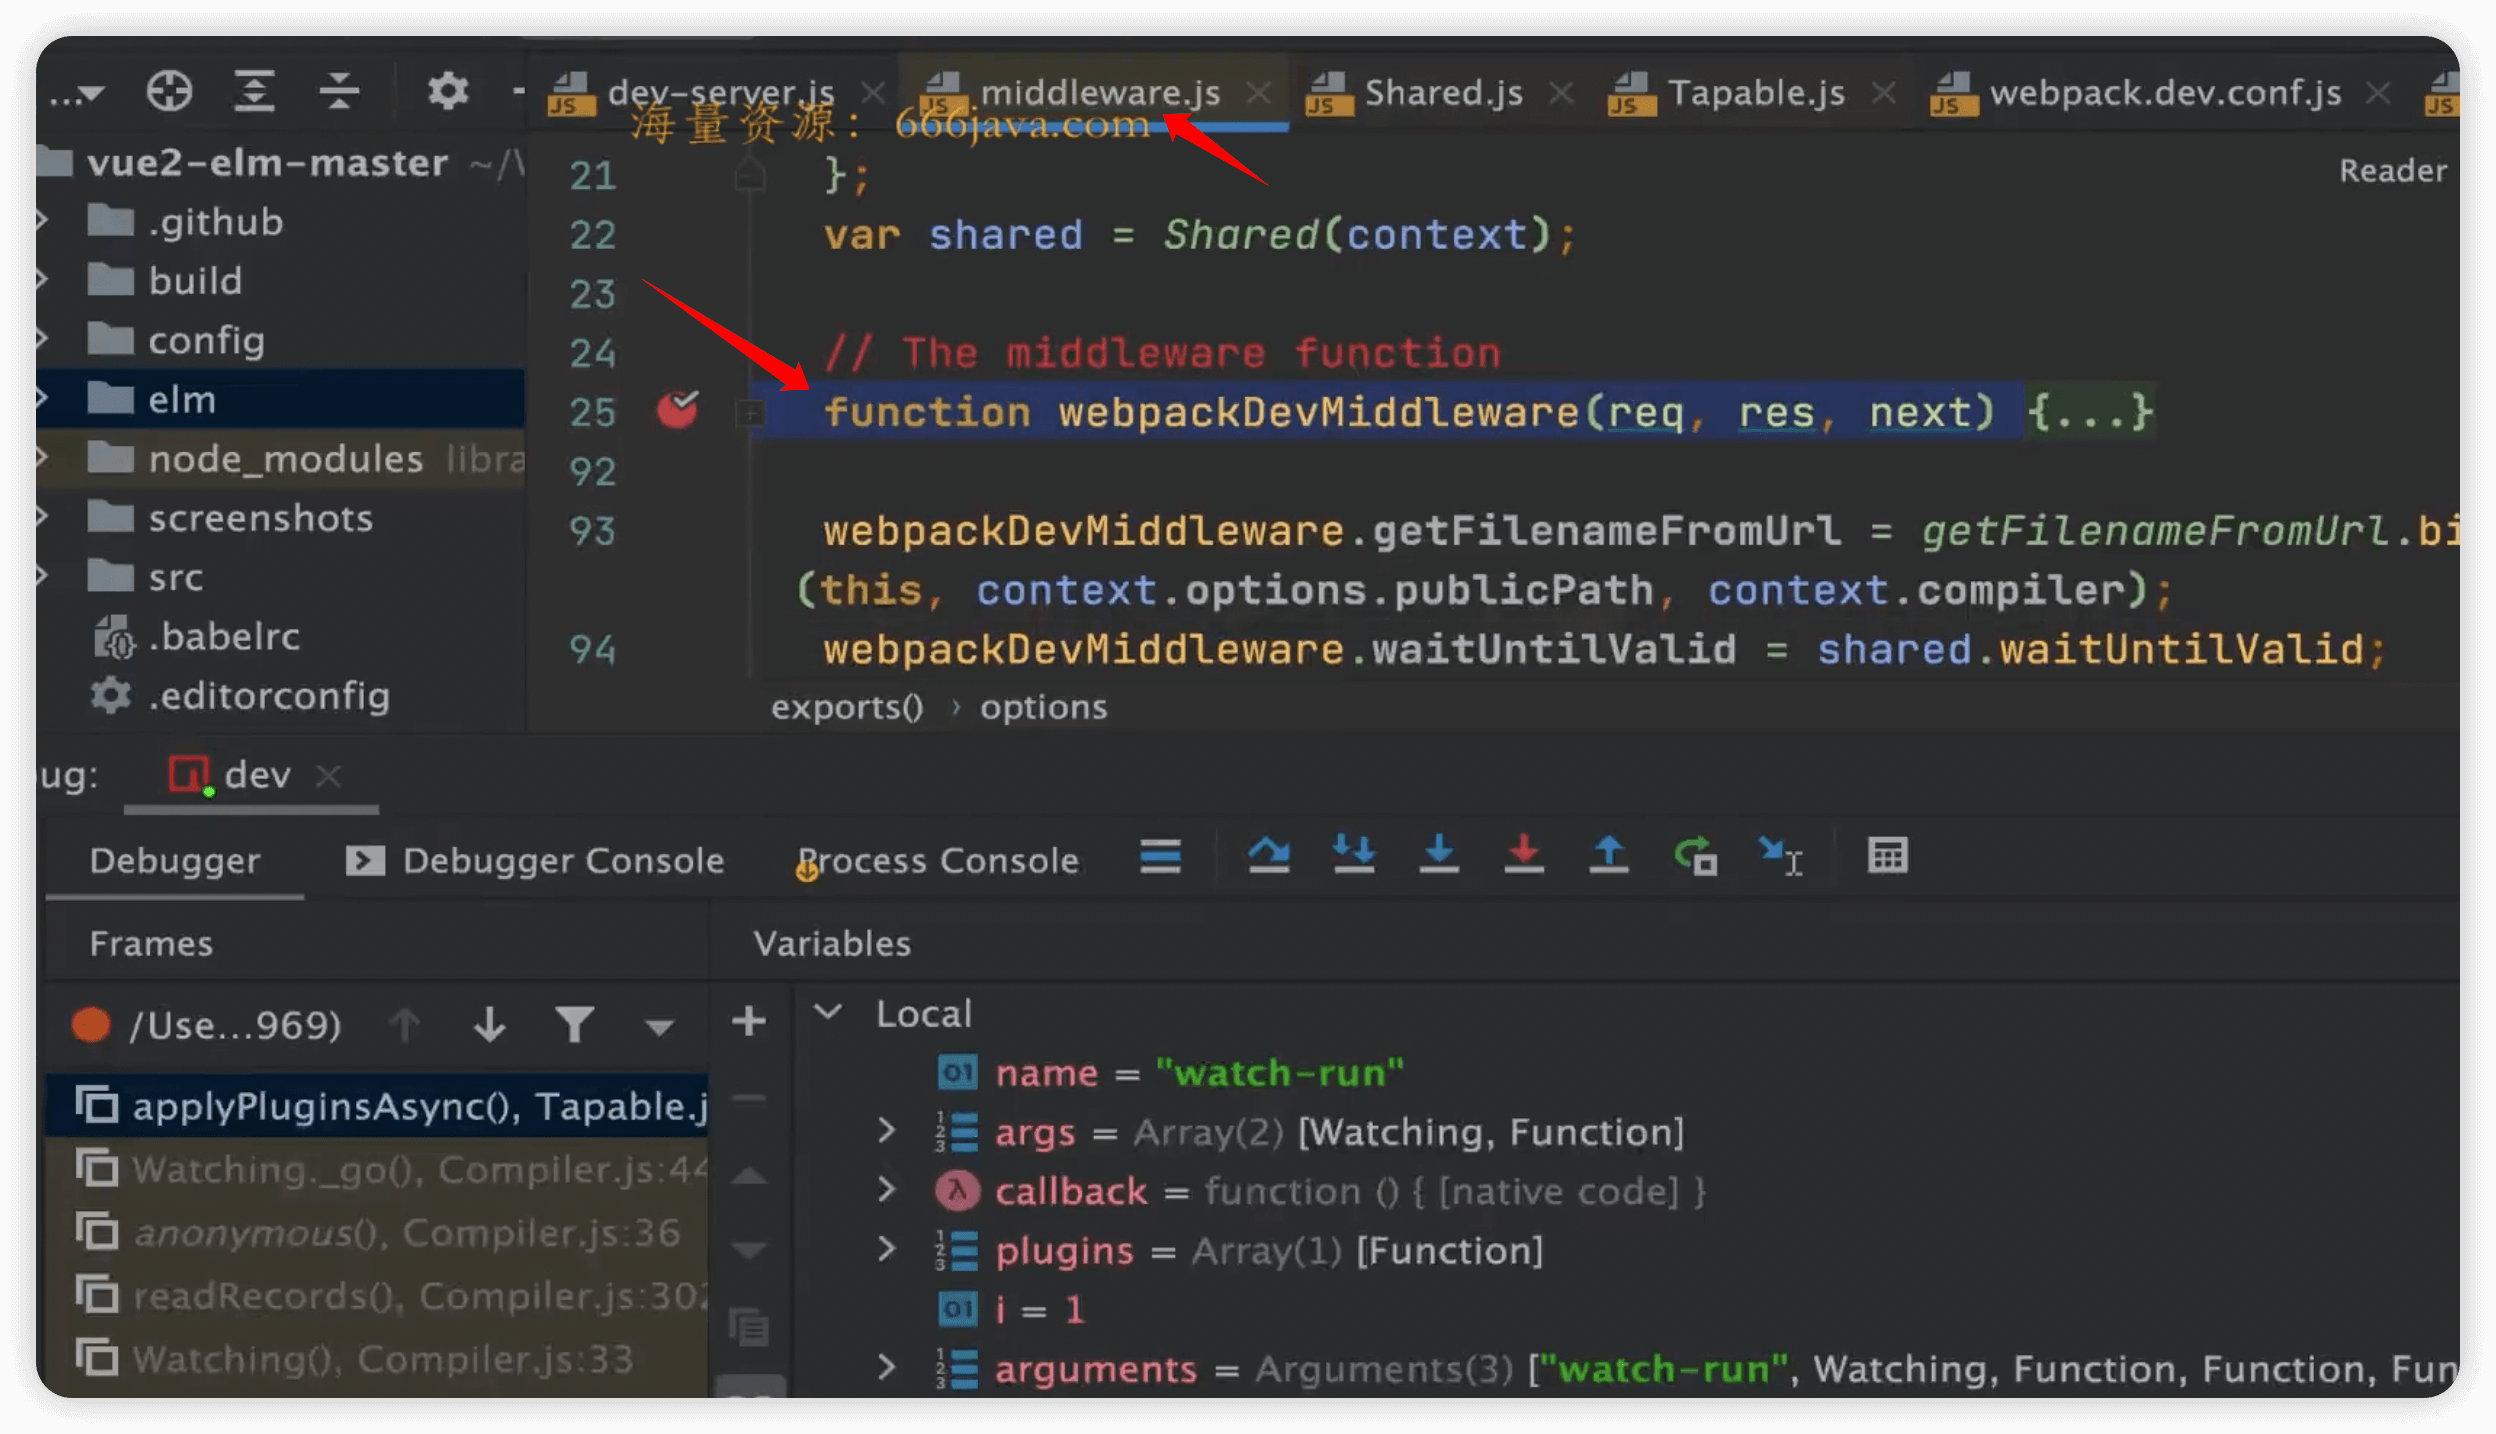 dev-server.js middleware.js Shared.js Tapable.js webpack.dev.conf.js
海量资源：666java.com
vue2-elm-master ~/
.github
build
config
elm
node_modules libra
screenshots
src
.babelrc
.editorconfig
Reader
21 };
22 var shared = Shared(context);
23
24 // The middleware function
25 function webpackDevMiddleware(req, res, next) {...}
92
93 webpackDevMiddleware.getFilenameFromUrl = getFilenameFromUrl.bi
(this, context.options.publicPath, context.compiler);
94 webpackDevMiddleware.waitUntilValid = shared.waitUntilValid;
exports() › options
ug: dev
Debugger Debugger Console Process Console
Frames
/Use...969)
applyPluginsAsync(), Tapable.j
Watching._go(), Compiler.js:44
anonymous(), Compiler.js:36
readRecords(), Compiler.js:302
Watching(), Compiler.js:33
Variables
Local
name = "watch-run"
args = Array(2) [Watching, Function]
callback = function () { [native code] }
plugins = Array(1) [Function]
i = 1
arguments = Arguments(3) ["watch-run", Watching, Function, Function, Fun